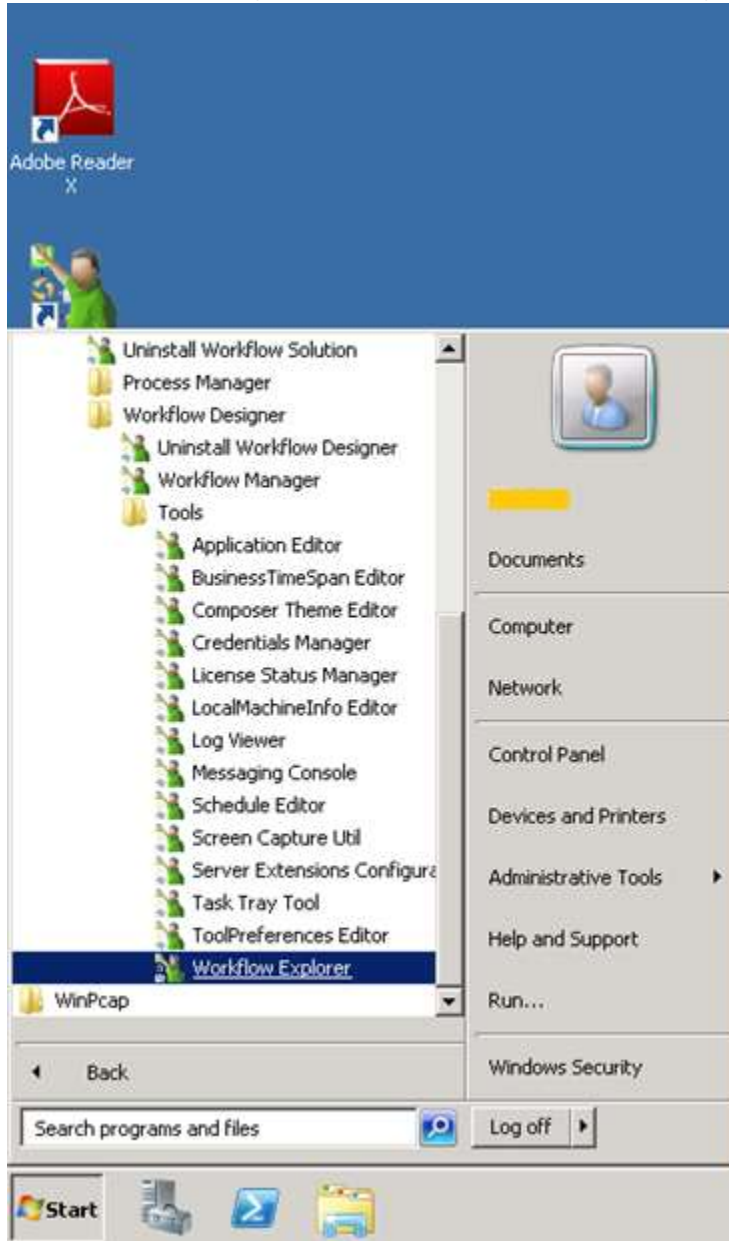 Adobe Reader
X
Uninstall Workflow Solution
Process Manager
Workflow Designer
Uninstall Workflow Designer
Workflow Manager
Tools
Application Editor
BusinessTimeSpan Editor
Composer Theme Editor
Credentials Manager
License Status Manager
LocalMachineInfo Editor
Log Viewer
Messaging Console
Schedule Editor
Screen Capture Util
Server Extensions Configura
Task Tray Tool
ToolPreferences Editor
Workflow Explorer
WinPcap
Back
Search programs and files
Documents
Computer
Network
Control Panel
Devices and Printers
Administrative Tools
Help and Support
Run...
Windows Security
Log off
Start